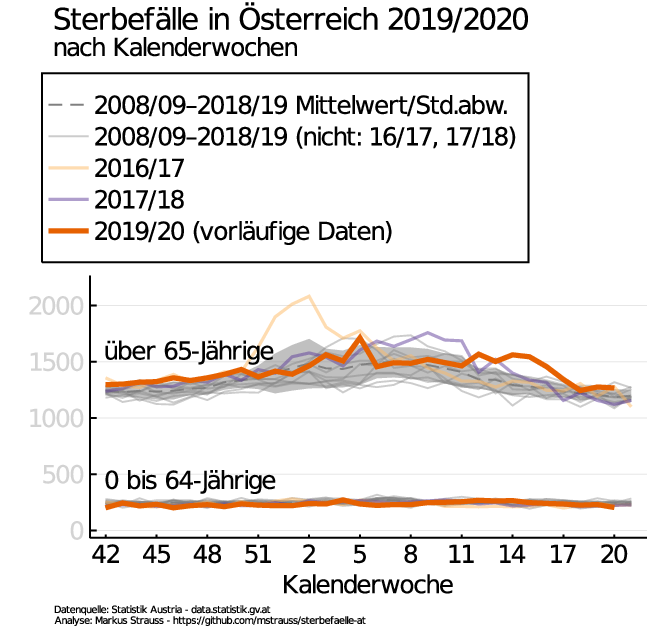 Sterbefälle in Österreich 2019/2020
nach Kalenderwochen
2008/09–2018/19 Mittelwert/Std.abw.
2008/09–2018/19 (nicht: 16/17, 17/18)
2016/17
2017/18
2019/20 (vorläufige Daten)
2000
über 65-Jährige
1500
1000
0 bis 64-Jährige
500
0
42 45 48 51 2 5 8 11 14 17 20
Kalenderwoche
Datenquelle: Statistik Austria - data.statistik.gv.at
Analyse: Markus Strauss - https://github.com/mstrauss/sterbefaelle-at